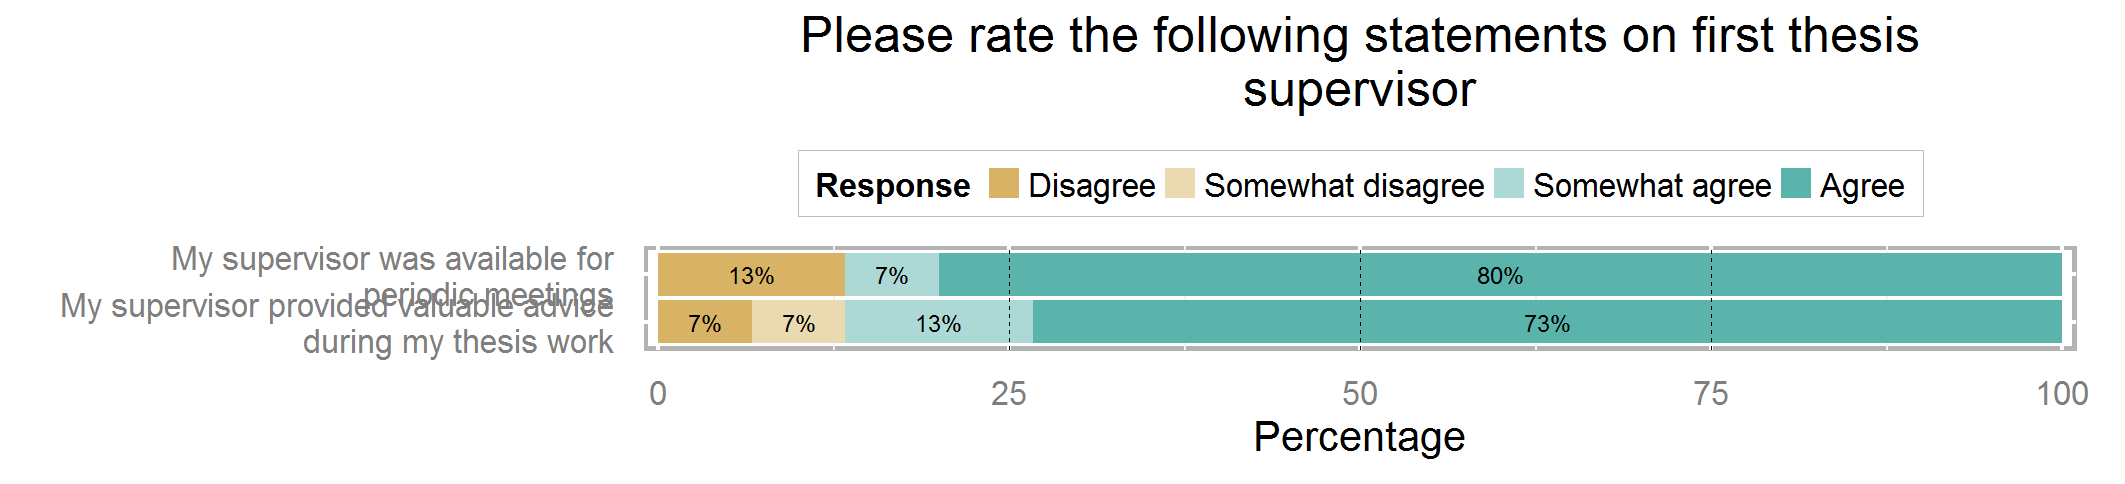 Please rate the following statements on first thesis
supervisor
Response Disagree Somewhat disagree Somewhat agree Agree
My supervisor was available for
periodic meetings
13% 7% 80%
My supervisor provided valuable advice
during my thesis work
7% 7% 13% 73%
0 25 50 75 100
Percentage